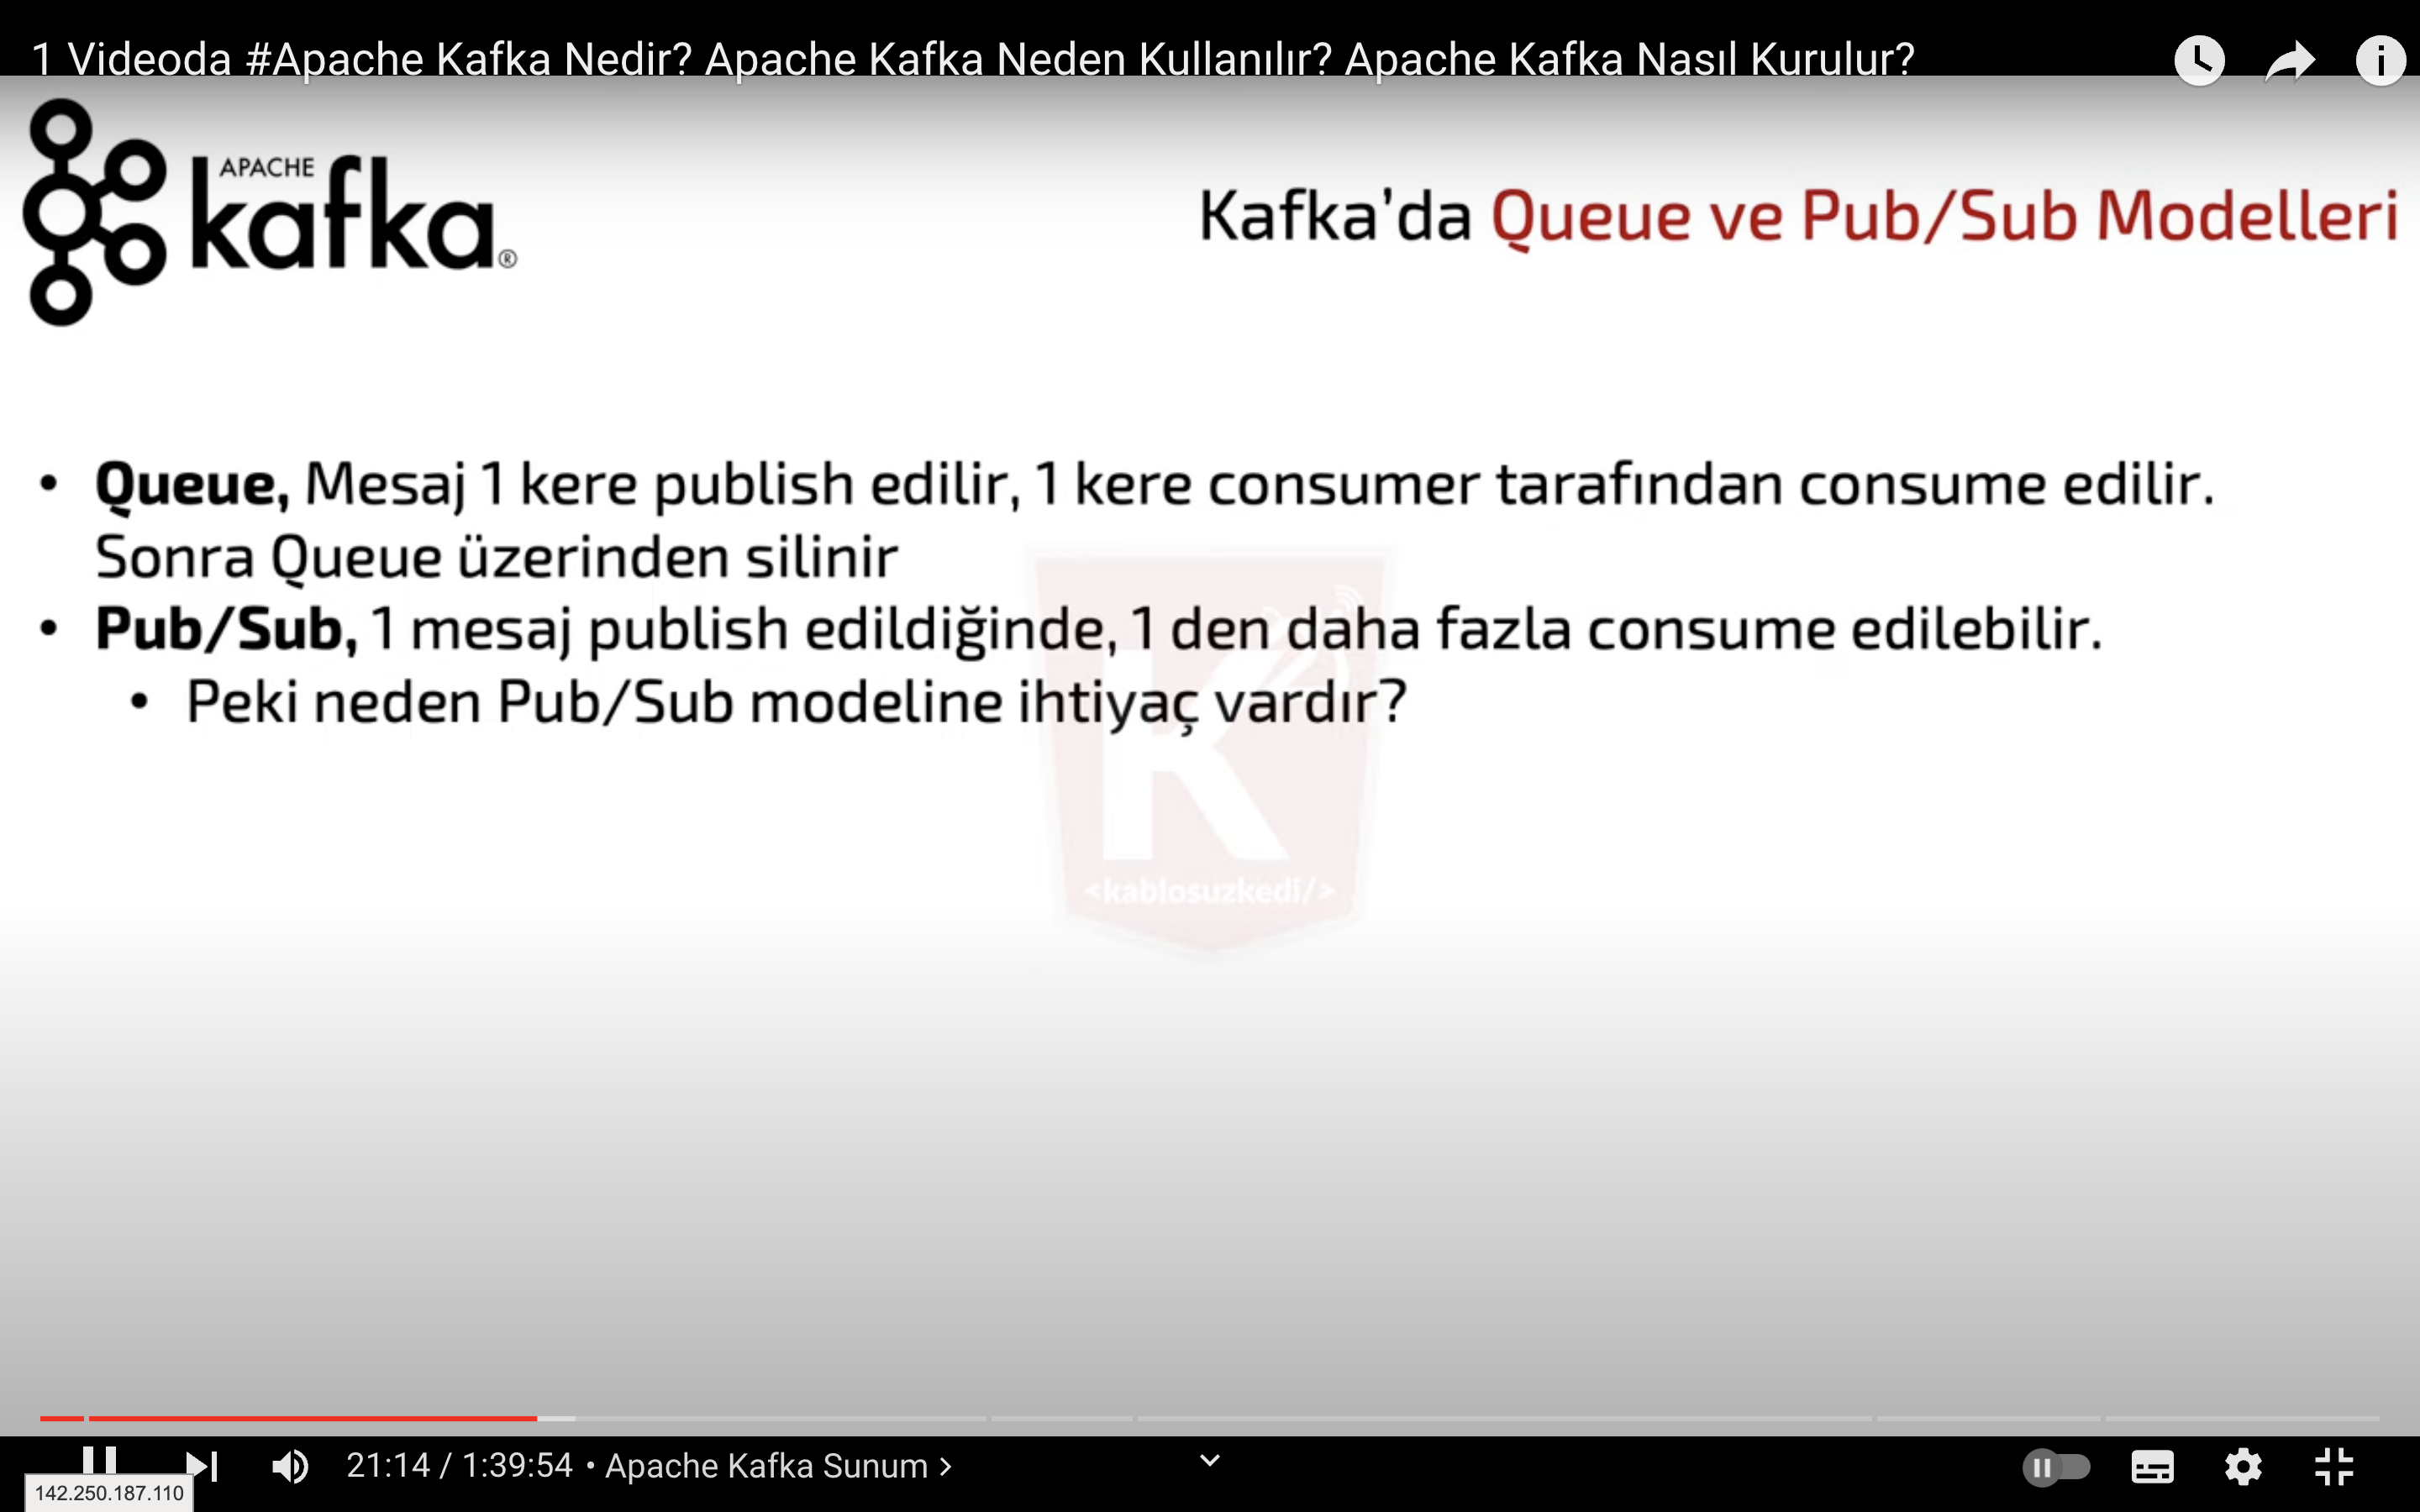 1 Videoda #Apache Kafka Nedir? Apache Kafka Neden Kullanılır? Apache Kafka Nasıl Kurulur?
APACHE
kafka®
Kafka'da Queue ve Pub/Sub Modelleri
• Queue, Mesaj 1 kere publish edilir, 1 kere consumer tarafından consume edilir.
Sonra Queue üzerinden silinir
• Pub/Sub, 1 mesaj publish edildiğinde, 1 den daha fazla consume edilebilir.
• Peki neden Pub/Sub modeline ihtiyaç vardır?
K
<kablosuzkedi/>
21:14 / 1:39:54 • Apache Kafka Sunum >
142.250.187.110